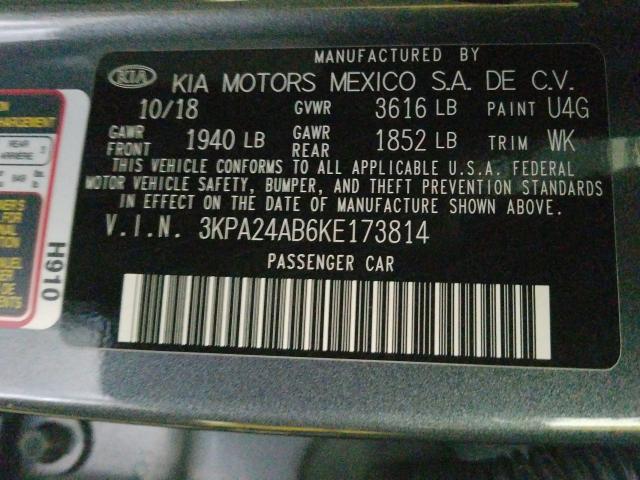 MANUFACTURED BY
KIA KIA MOTORS MEXICO S.A. DE C.V.
10/18 GVWR 3616 LB PAINT U4G
GAWR FRONT 1940 LB GAWR REAR 1852 LB TRIM WK
THIS VEHICLE CONFORMS TO ALL APPLICABLE U.S.A. FEDERAL
MOTOR VEHICLE SAFETY, BUMPER, AND THEFT PREVENTION STANDARDS
IN EFFECT ON THE DATE OF MANUFACTURE SHOWN ABOVE.
V.I.N. 3KPA24AB6KE173814
PASSENGER CAR
REAR
H910